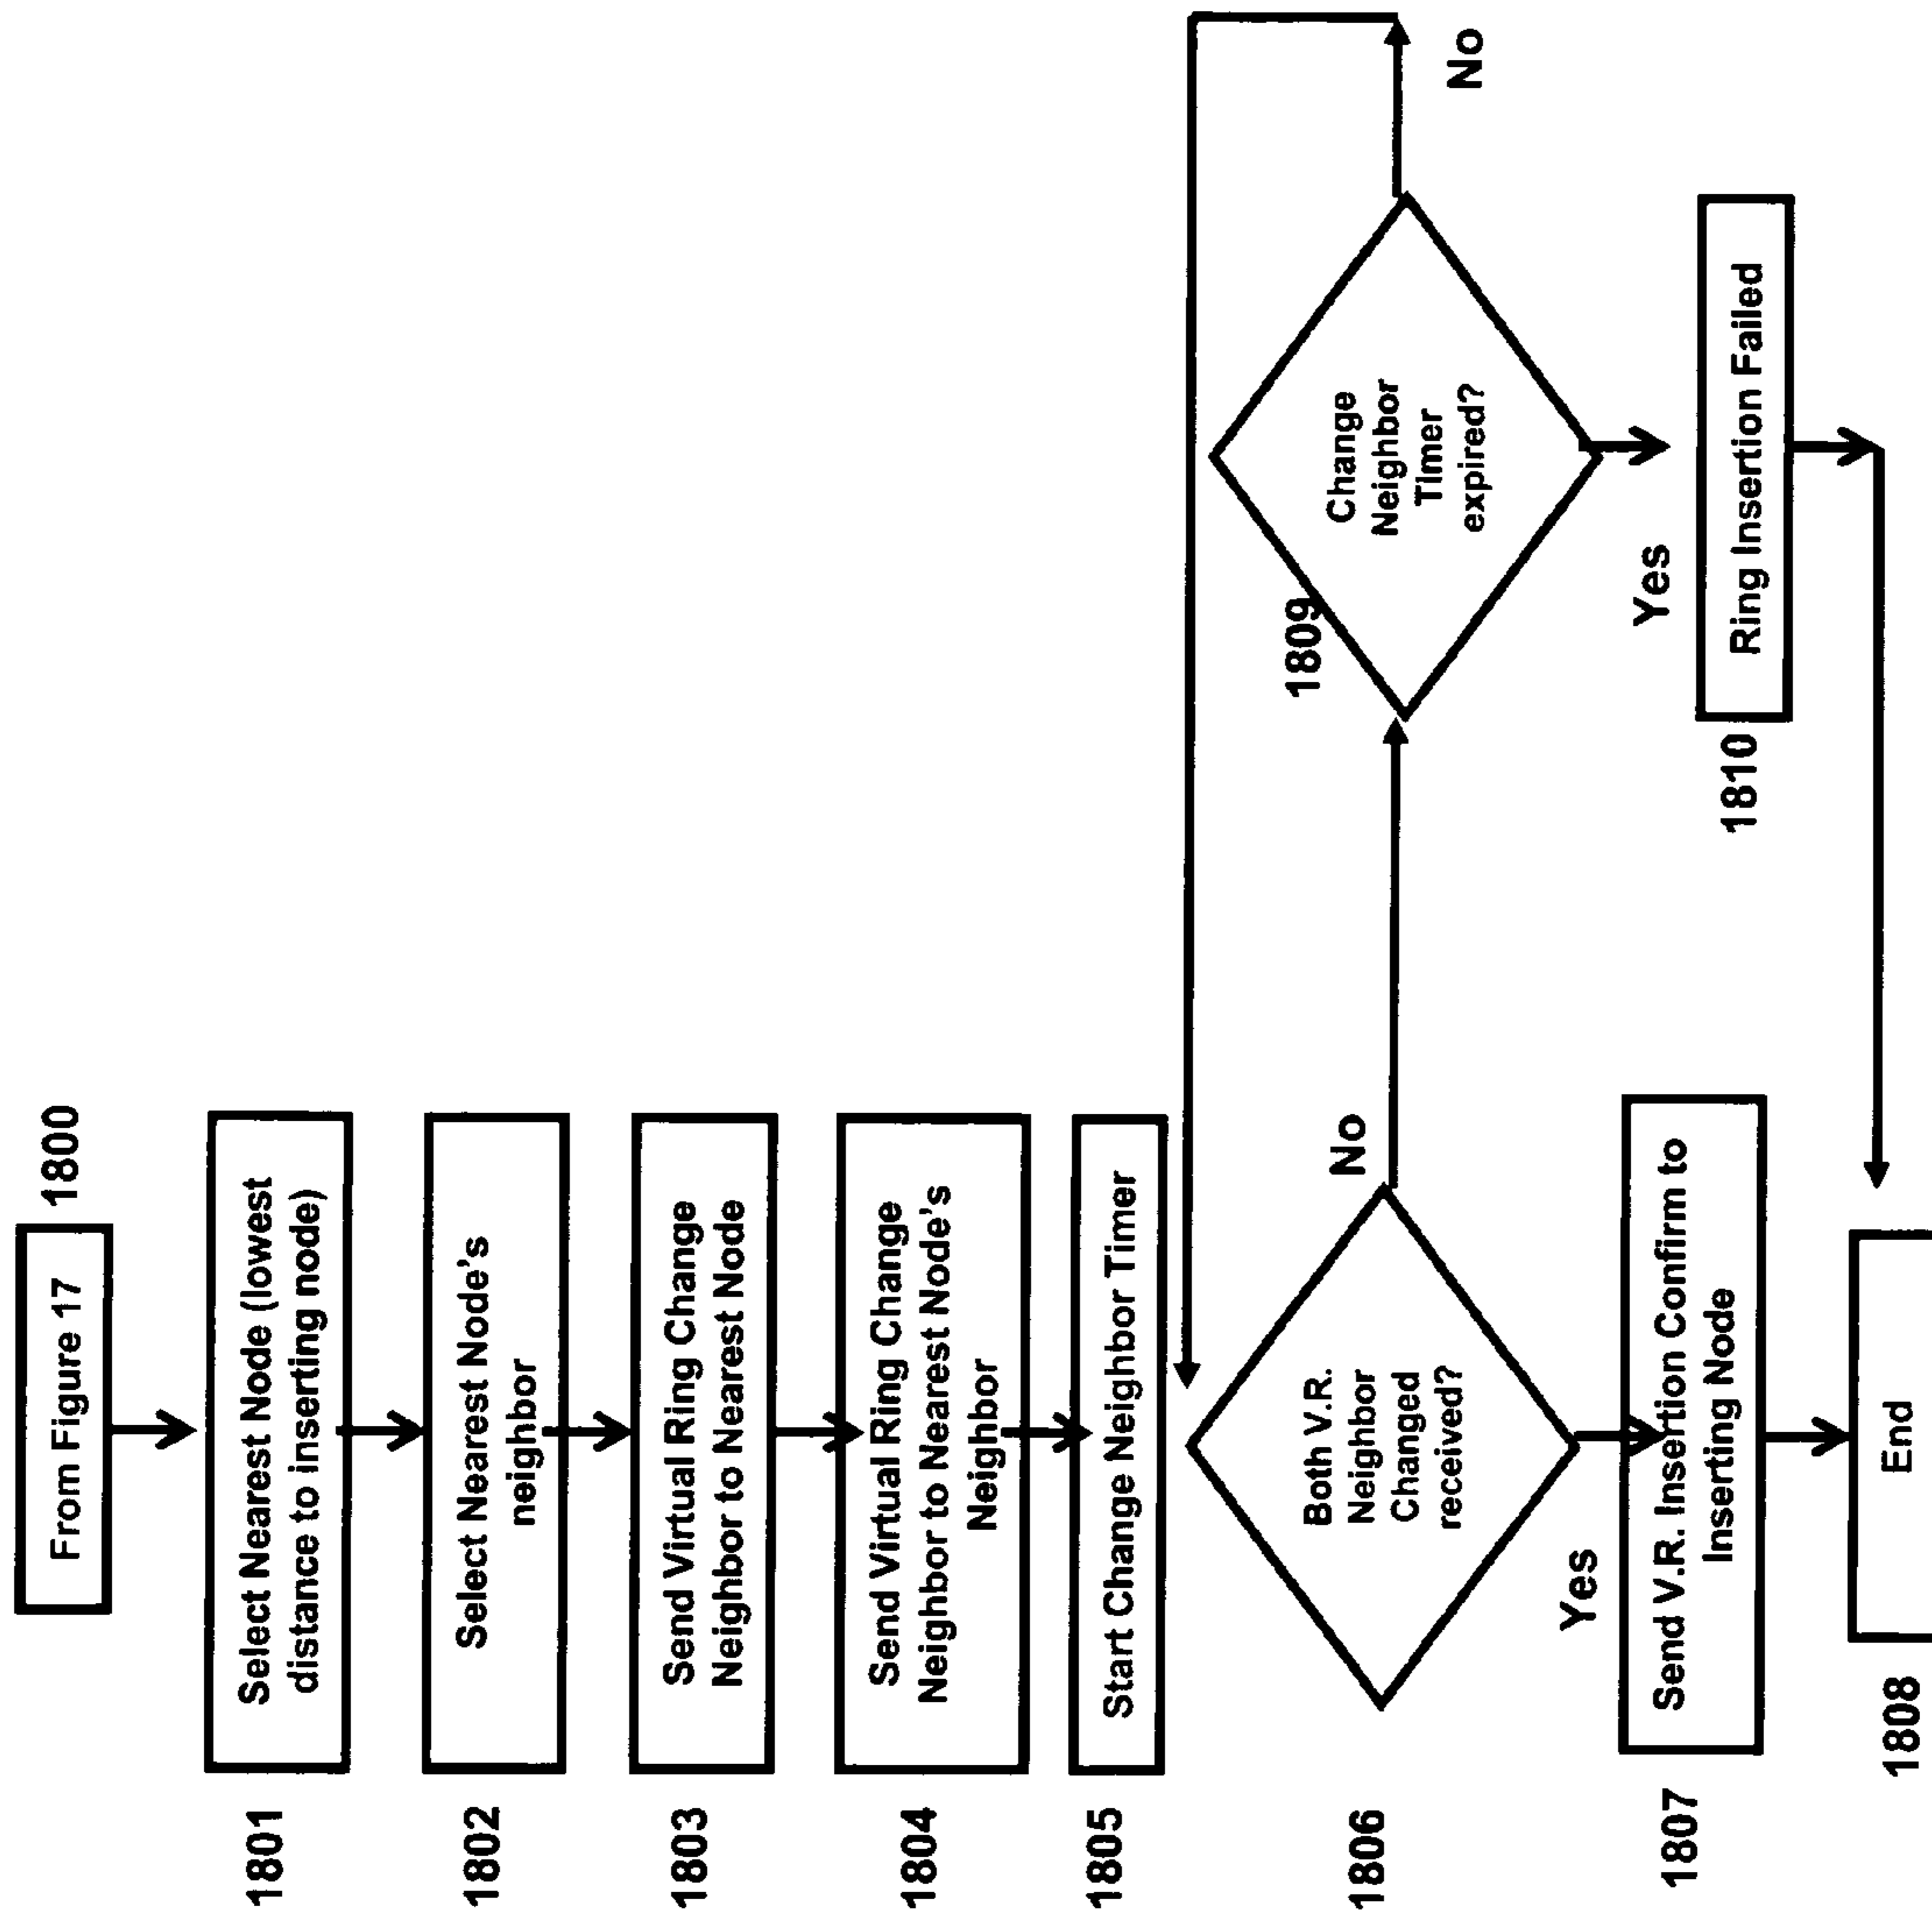 From Figure 17
1800
1801
Select Nearest Node (lowest
distance to inserting node)
1802
Select Nearest Node's
neighbor
1803
Send Virtual Ring Change
Neighbor to Nearest Node
1804
Send Virtual Ring Change
Neighbor to Nearest Node's
Neighbor
1805
Start Change Neighbor Timer
1806
Both V.R.
Neighbor
Changed
received?
No
Yes
1809
Change
Neighbor
Timer
expired?
No
Yes
1807
Send V.R. Insertion Confirm to
Inserting Node
1810
Ring Insertion Failed
1808
End